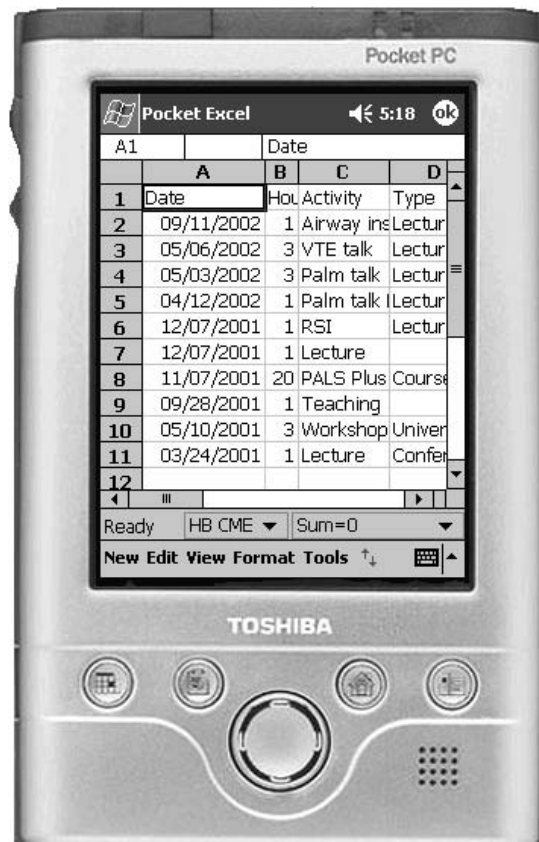 Pocket PC
Pocket Excel 5:18 ok
A1 Date
A B C D
1 Date Hou Activity Type
2 09/11/2002 1 Airway ins Lectur
3 05/06/2002 3 VTE talk Lectur
4 05/03/2002 3 Palm talk Lectur
5 04/12/2002 1 Palm talk l Lectur
6 12/07/2001 1 RSI Lectur
7 12/07/2001 1 Lecture
8 11/07/2001 20 PALS Plus Course
9 09/28/2001 1 Teaching
10 05/10/2001 3 Workshop Univer
11 03/24/2001 1 Lecture Confer
12
Ready HB CME Sum=0
New Edit View Format Tools
TOSHIBA